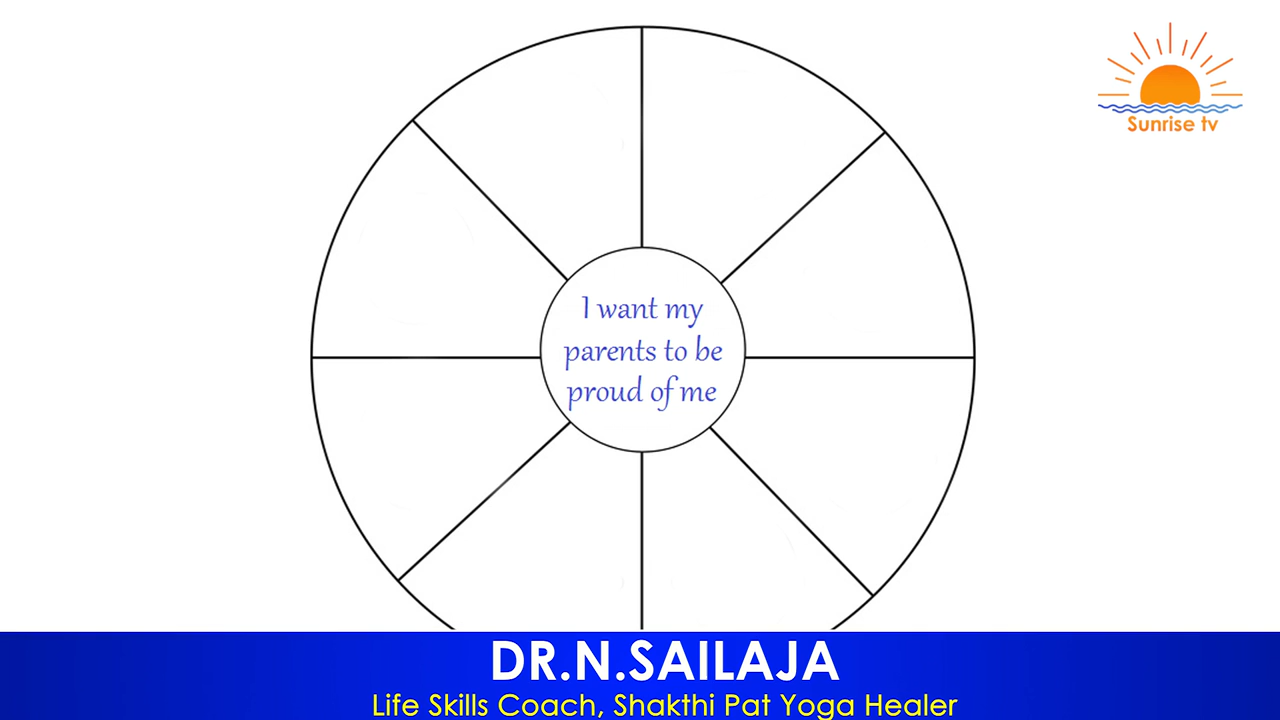 Sunrise tv
I want my
parents to be
proud of me
DR.N.SAILAJA
Life Skills Coach, Shakthi Pat Yoga Healer